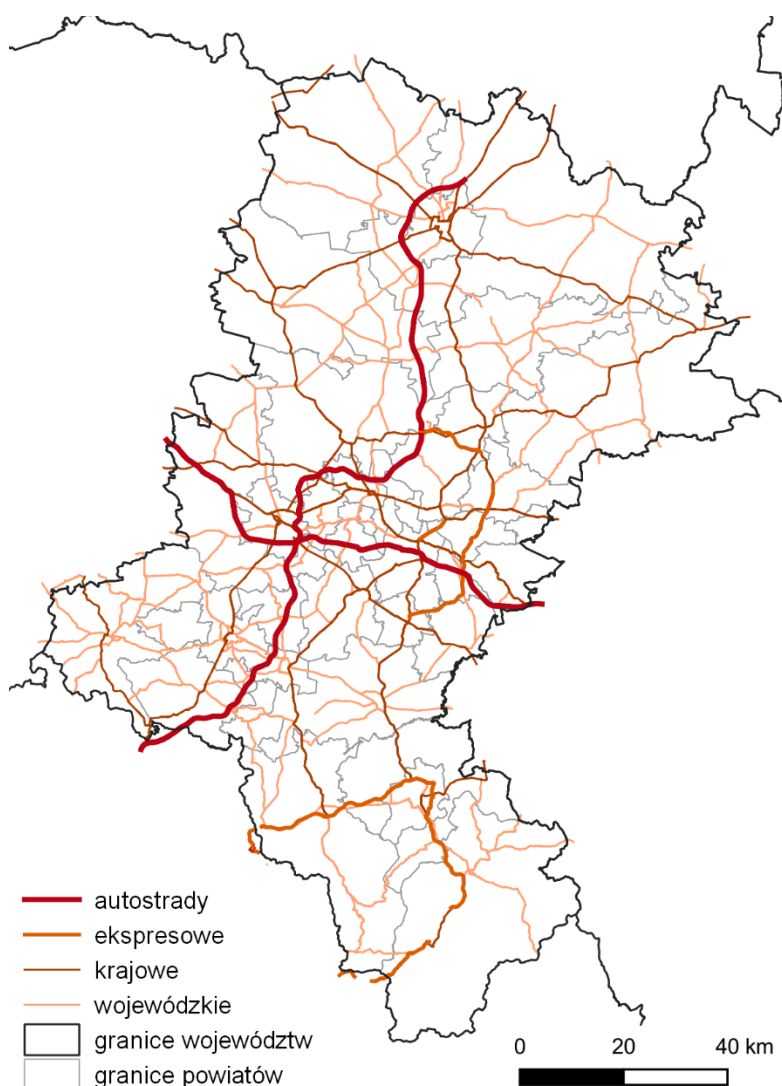 autostrady
ekspresowe
krajowe
wojewódzkie
granice województw
granice powiatów
0 20 40 km